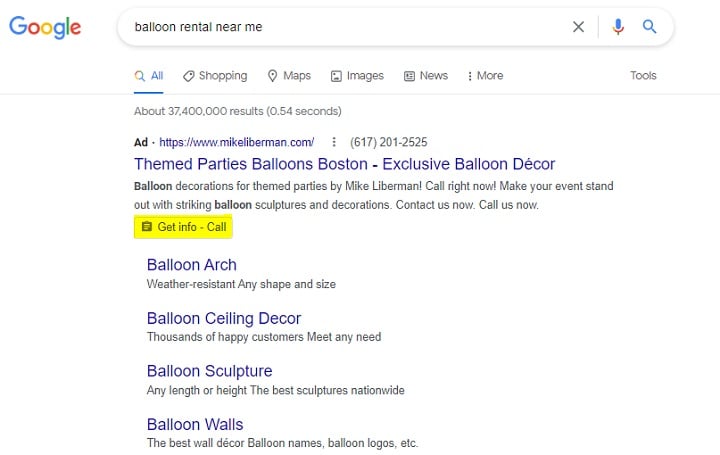 Google
balloon rental near me
All Shopping Maps Images News More Tools
About 37,400,000 results (0.54 seconds)
Ad · https://www.mikeliberman.com/ (617) 201-2525
Themed Parties Balloons Boston - Exclusive Balloon Décor
Balloon decorations for themed parties by Mike Liberman! Call right now! Make your event stand
out with striking balloon sculptures and decorations. Contact us now. Call us now.
Get info - Call
Balloon Arch
Weather-resistant Any shape and size
Balloon Ceiling Decor
Thousands of happy customers Meet any need
Balloon Sculpture
Any length or height The best sculptures nationwide
Balloon Walls
The best wall décor Balloon names, balloon logos, etc.